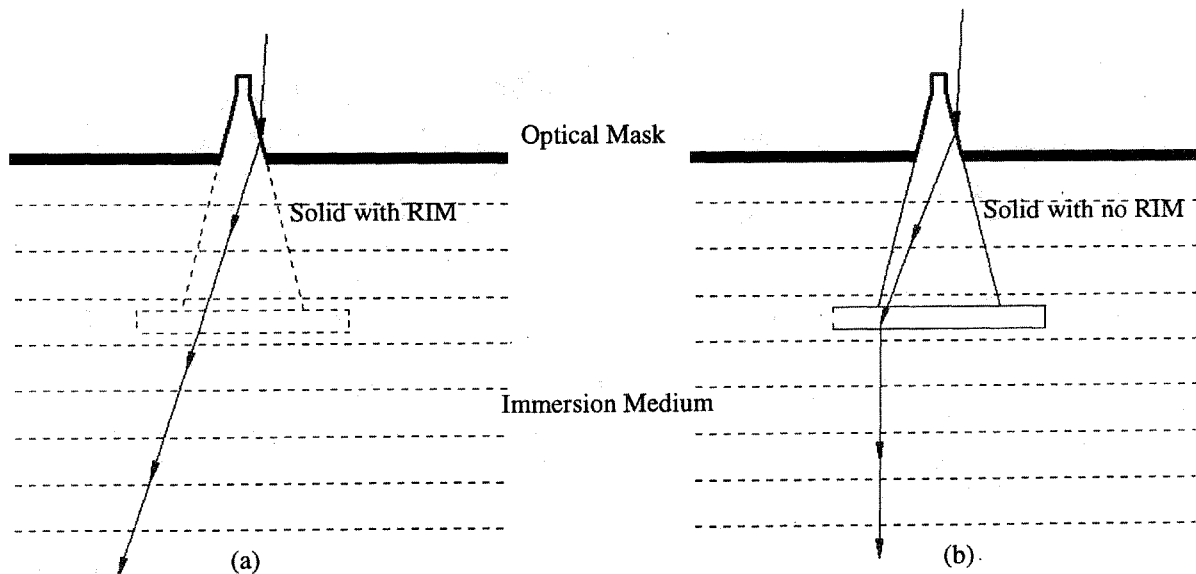 Optical Mask
Solid with RIM
Solid with no RIM
Immersion Medium
(a)
(b)